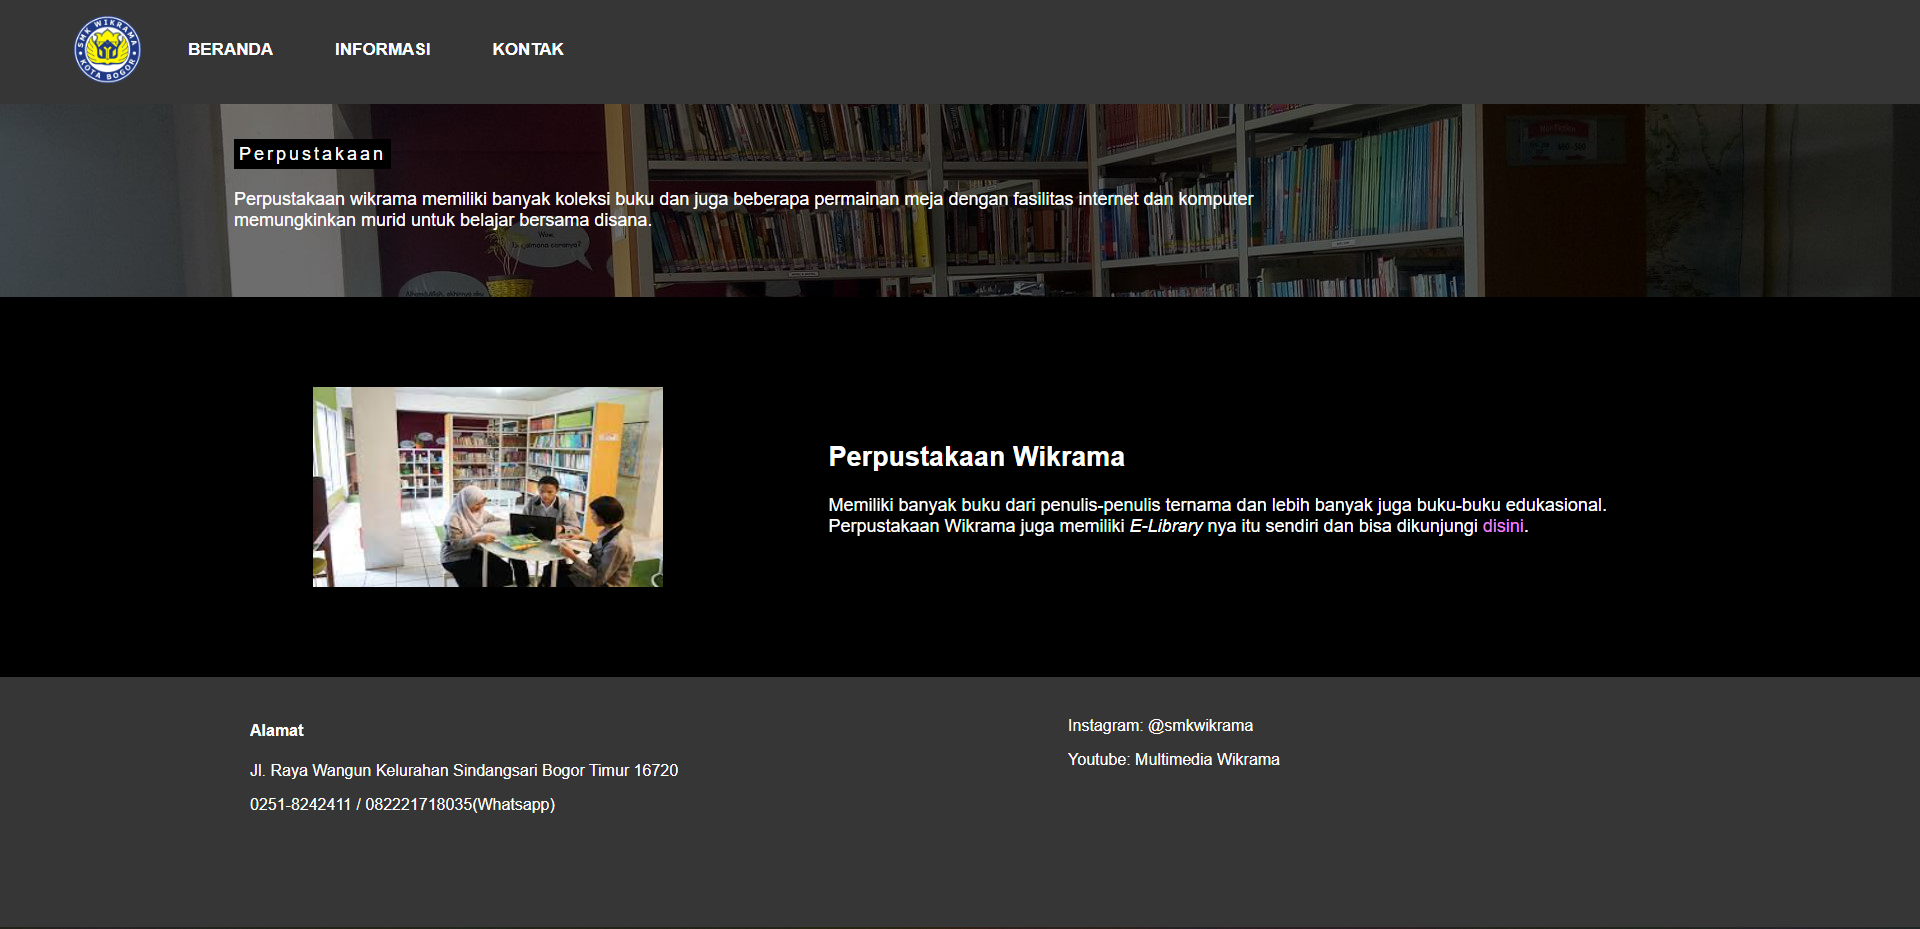 SMK WIKRAMA
KOTA BOGOR
BERANDA
INFORMASI
KONTAK
Perpustakaan
Perpustakaan wikrama memiliki banyak koleksi buku dan juga beberapa permainan meja dengan fasilitas internet dan komputer
memungkinkan murid untuk belajar bersama disana.
Perpustakaan Wikrama
Memiliki banyak buku dari penulis-penulis ternama dan lebih banyak juga buku-buku edukasional.
Perpustakaan Wikrama juga memiliki E-Library nya itu sendiri dan bisa dikunjungi disini.
Alamat
Jl. Raya Wangun Kelurahan Sindangsari Bogor Timur 16720
0251-8242411 / 082221718035(Whatsapp)
Instagram: @smkwikrama
Youtube: Multimedia Wikrama